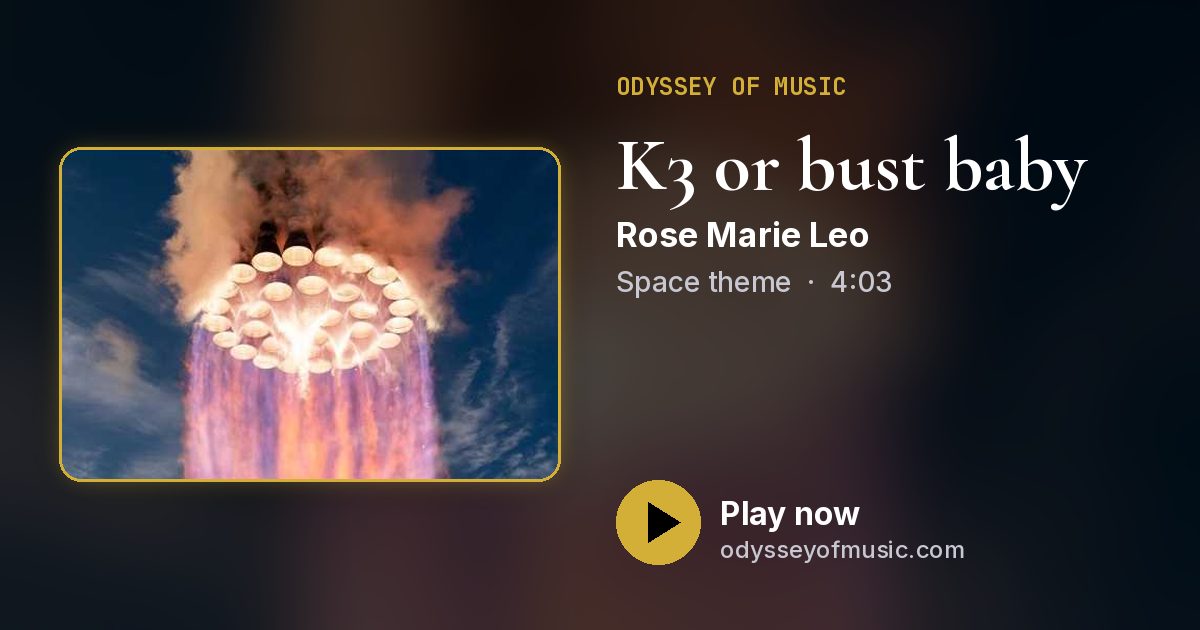 ODYSSEY OF MUSIC
K3 or bust baby
Rose Marie Leo
Space theme · 4:03
Play now
odysseyofmusic.com